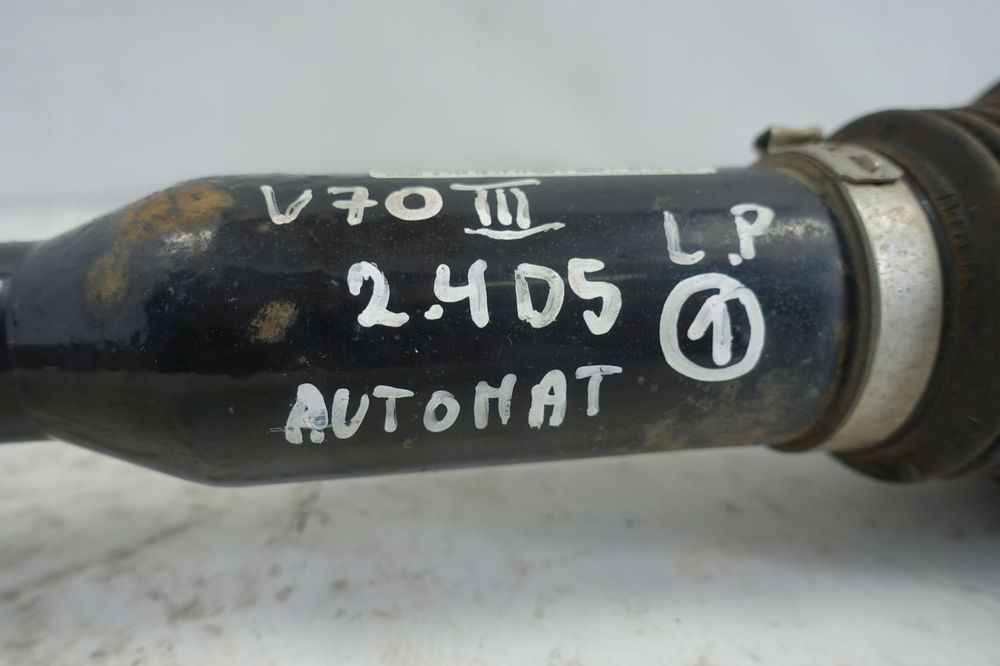 V70 III
L.P
2.4D5
1
AUTOMAT